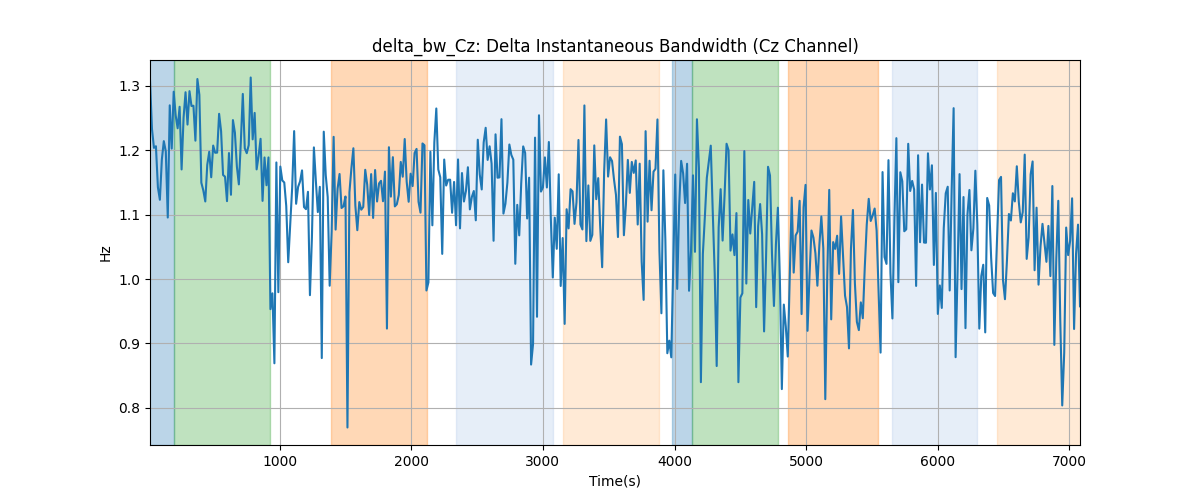 delta_bw_Cz: Delta Instantaneous Bandwidth (Cz Channel)
1.3
1.2
1.1
1.0
0.9
0.8
Hz
1000 2000 3000 4000 5000 6000 7000
Time(s)